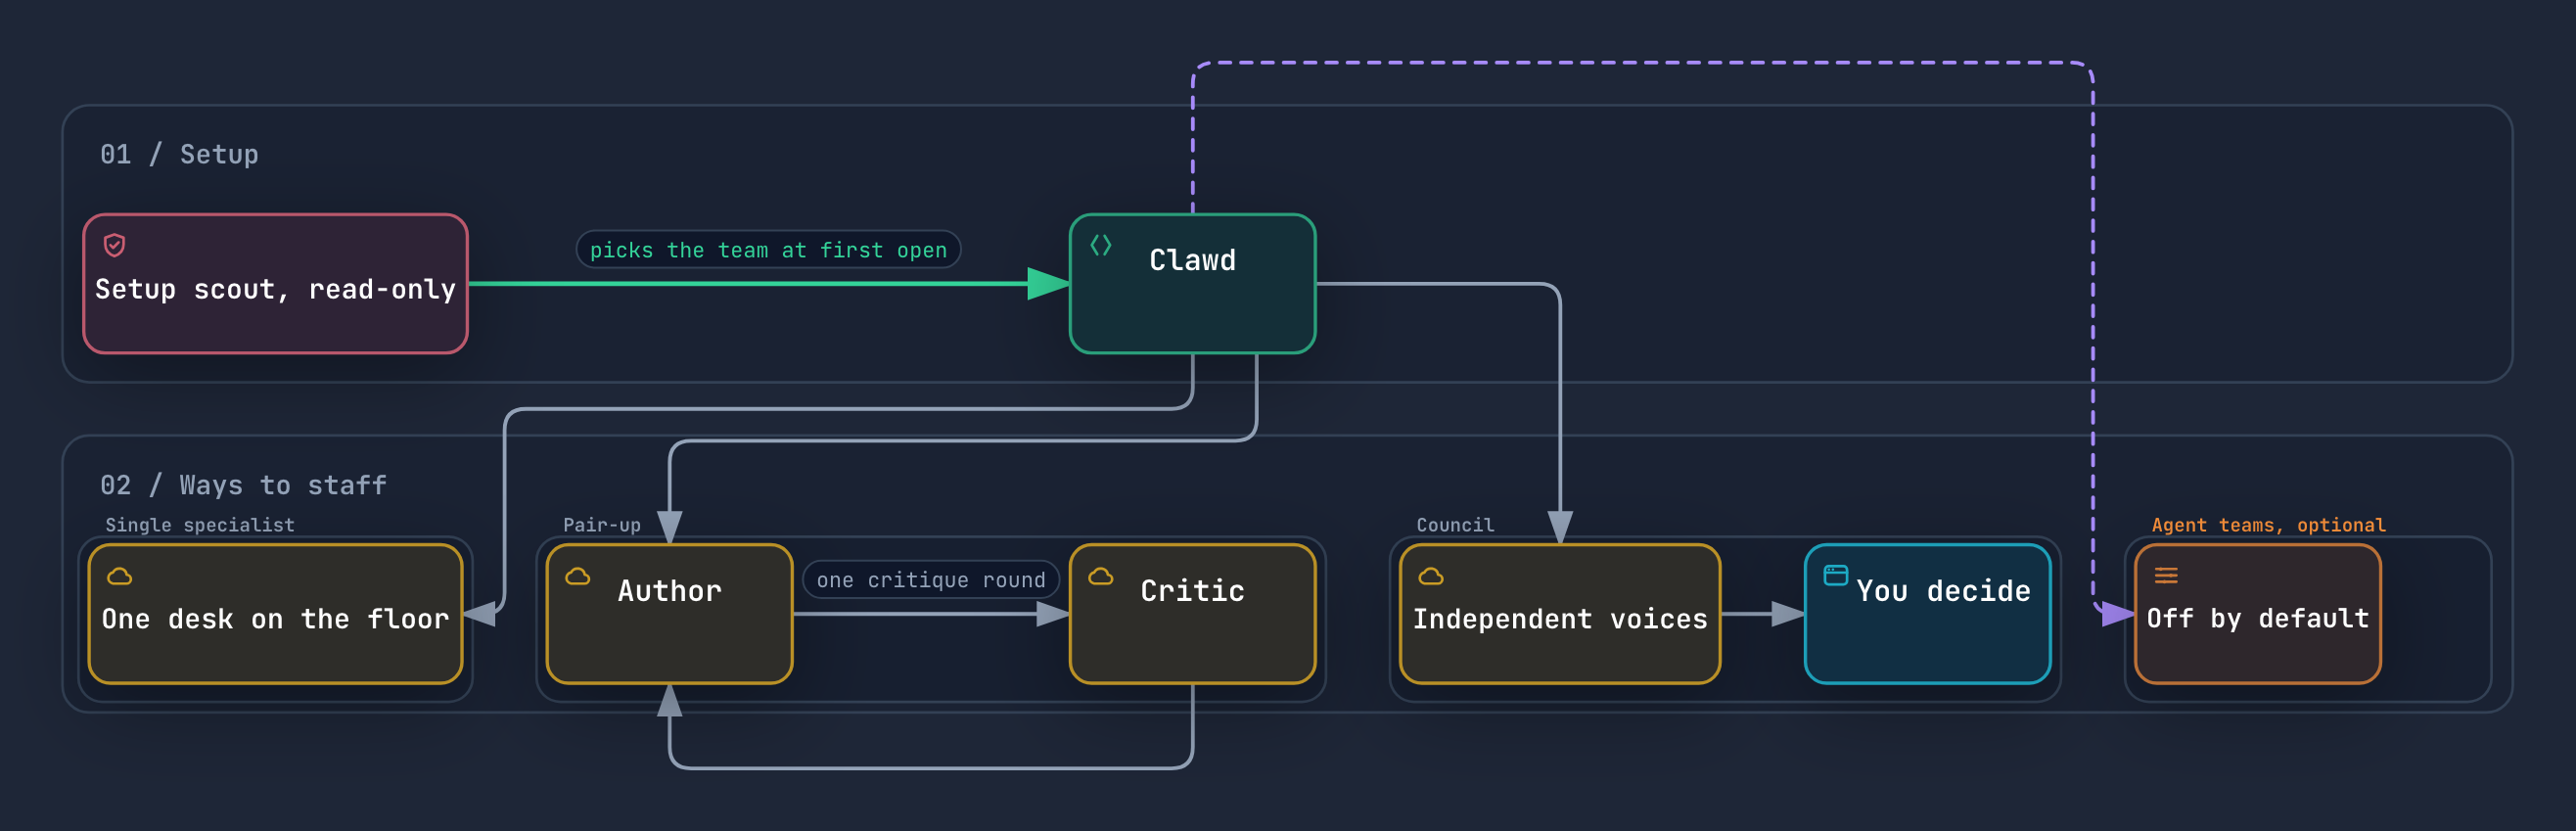 01 / Setup
Setup scout, read-only
picks the team at first open
Clawd
02 / Ways to staff
Single specialist
One desk on the floor
Pair-up
Author
one critique round
Critic
Council
Independent voices
You decide
Agent teams, optional
Off by default